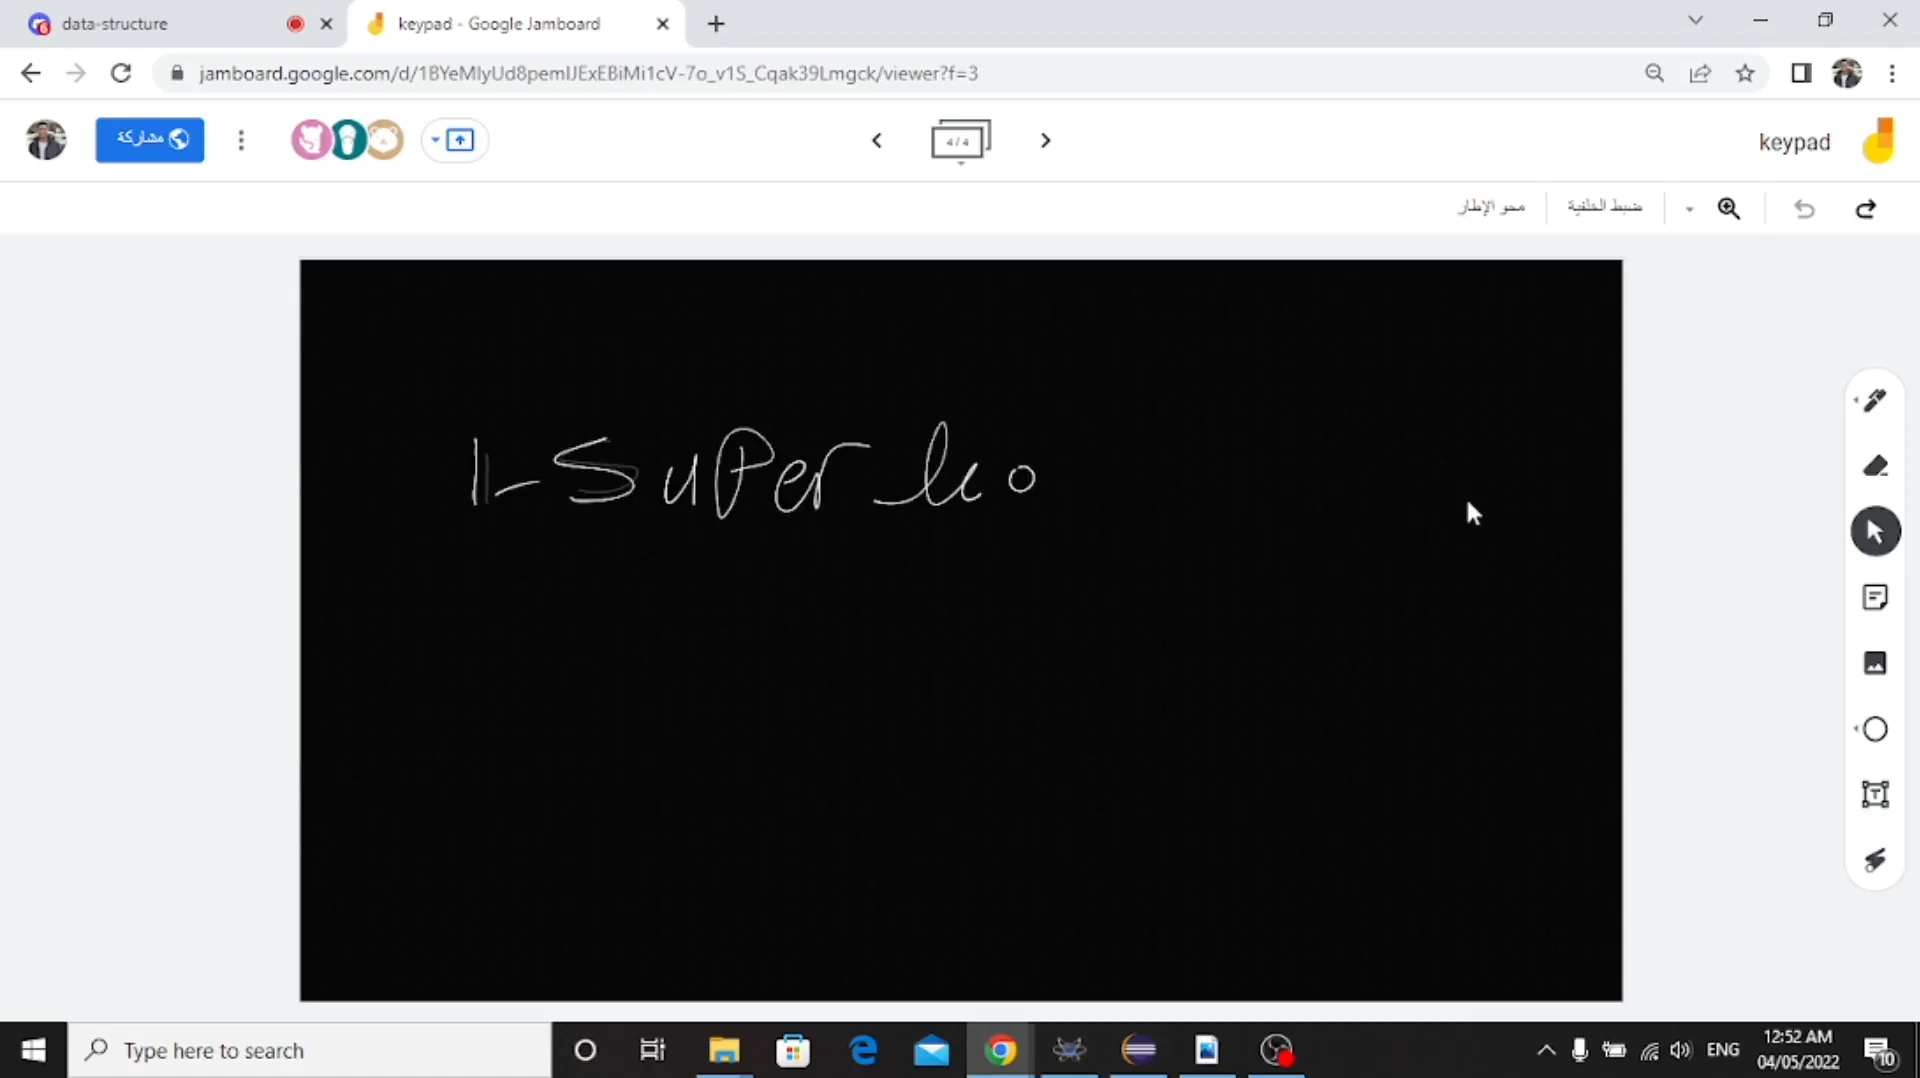 data-structure
keypad - Google Jamboard
jamboard.google.com/d/1BYeMlyUd8pemIJExEBiMi1cV-7o_v1S_Cqak39Lmgck/viewer?f=3
مشاركة
4 / 4
keypad
محو الإطار
ضبط الخلفية
1-Super
Type here to search
ENG
12:52 AM
04/05/2022
10